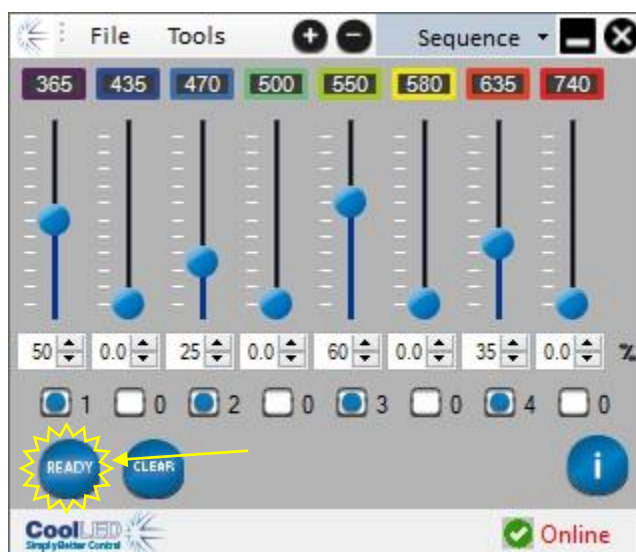 File Tools Sequence
365 435 470 500 550 580 635 740
50 0.0 25 0.0 60 0.0 35 0.0 %
1 0 2 0 3 0 4 0
READY CLEAR i
CoolLED Online
Simply Better Control